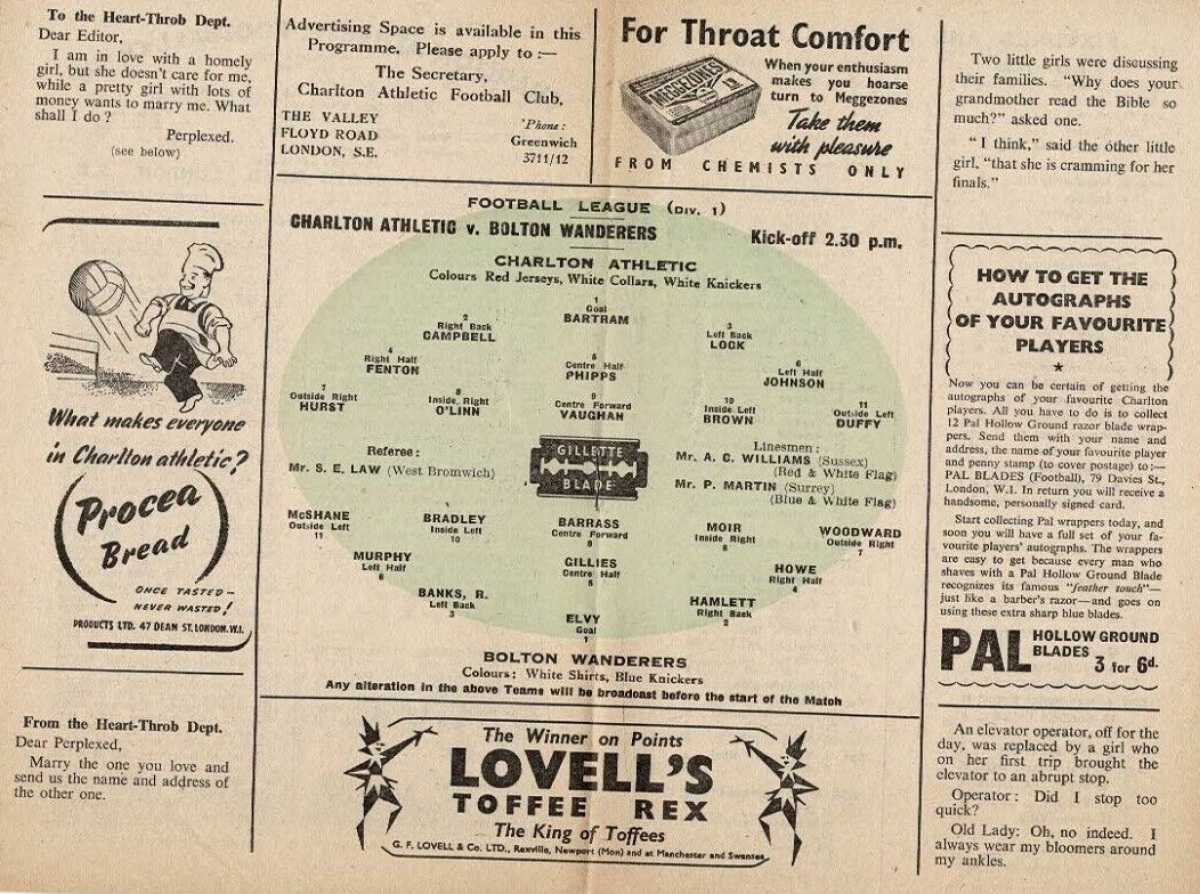 To the Heart-Throb Dept.
Dear Editor,
I am in love with a homely
girl, but she doesn't care for me,
while a pretty girl with lots of
money wants to marry me. What
shall I do ?
Perplexed.
(see below)
What makes everyone
in Charlton athletic?
Procea
Bread
ONCE TASTED –
NEVER WASTED!
PRODUCTS LTD. 47 DEAN ST. LONDON. W.I.
From the Heart-Throb Dept.
Dear Perplexed,
Marry the one you love and
send us the name and address of
the other one.
Advertising Space is available in this
Programme. Please apply to :—
The Secretary,
Charlton Athletic Football Club,
THE VALLEY
FLOYD ROAD
LONDON, S.E.
'Phone :
Greenwich
3711/12
For Throat Comfort
MEGGEZONES
When your enthusiasm
makes you hoarse
turn to Meggezones
Take them
with pleasure
FROM CHEMISTS ONLY
FOOTBALL LEAGUE (DIV. 1)
CHARLTON ATHLETIC v. BOLTON WANDERERS
Kick-off 2.30 p.m.
CHARLTON ATHLETIC
Colours Red Jerseys, White Collars, White Knickers
1
Goal
BARTRAM
2
Right Back
CAMPBELL
3
Left Back
LOCK
4
Right Half
FENTON
5
Centre Half
PHIPPS
6
Left Half
JOHNSON
7
Outside Right
HURST
8
Inside Right
O'LINN
9
Centre Forward
VAUGHAN
10
Inside Left
BROWN
11
Outside Left
DUFFY
Referee :
Mr. S. E. LAW (West Bromwich)
GILLETTE
BLADE
Linesmen :
Mr. A. C. WILLIAMS (Sussex)
(Red & White Flag)
Mr. P. MARTIN (Surrey)
(Blue & White Flag)
McSHANE
Outside Left
11
BRADLEY
Inside Left
10
BARRASS
Centre Forward
9
MOIR
Inside Right
8
WOODWARD
Outside Right
7
MURPHY
Left Half
6
GILLIES
Centre Half
5
HOWE
Right Half
4
BANKS, R.
Left Back
3
HAMLETT
Right Back
2
ELVY
Goal
1
BOLTON WANDERERS
Colours : White Shirts, Blue Knickers
Any alteration in the above Teams will be broadcast before the start of the Match
The Winner on Points
LOVELL'S
TOFFEE REX
The King of Toffees
G. F. LOVELL & Co. LTD., Rexville, Newport (Mon) and at Manchester and Swansea
Two little girls were discussing
their families. "Why does your
grandmother read the Bible so
much?" asked one.
"I think," said the other little
girl, "that she is cramming for her
finals."
HOW TO GET THE
AUTOGRAPHS
OF YOUR FAVOURITE
PLAYERS
★
Now you can be certain of getting the
autographs of your favourite Charlton
players. All you have to do is to collect
12 Pal Hollow Ground razor blade wrap-
pers. Send them with your name and
address, the name of your favourite player
and penny stamp (to cover postage) to:—
PAL BLADES (Football), 79 Davies St.,
London, W.I. In return you will receive a
handsome, personally signed card.
Start collecting Pal wrappers today, and
soon you will have a full set of your fa-
vourite players' autographs. The wrappers
are easy to get because every man who
shaves with a Pal Hollow Ground Blade
recognizes its famous "feather touch"—
just like a barber's razor—and goes on
using these extra sharp blue blades.
PAL HOLLOW GROUND
BLADES 3 for 6d.
An elevator operator, off for the
day, was replaced by a girl who
on her first trip brought the
elevator to an abrupt stop.
Operator : Did I stop too
quick?
Old Lady: Oh, no indeed. I
always wear my bloomers around
my ankles.